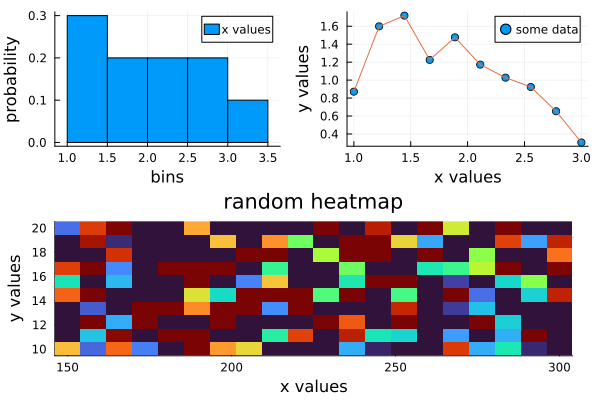 probability
0.3
0.2
0.1
0.0
x values
1.0 1.5 2.0 2.5 3.0 3.5
bins
y values
1.6
1.4
1.2
1.0
0.8
0.6
0.4
some data
1.0 1.5 2.0 2.5 3.0
x values
random heatmap
y values
20
18
16
14
12
10
150 200 250 300
x values